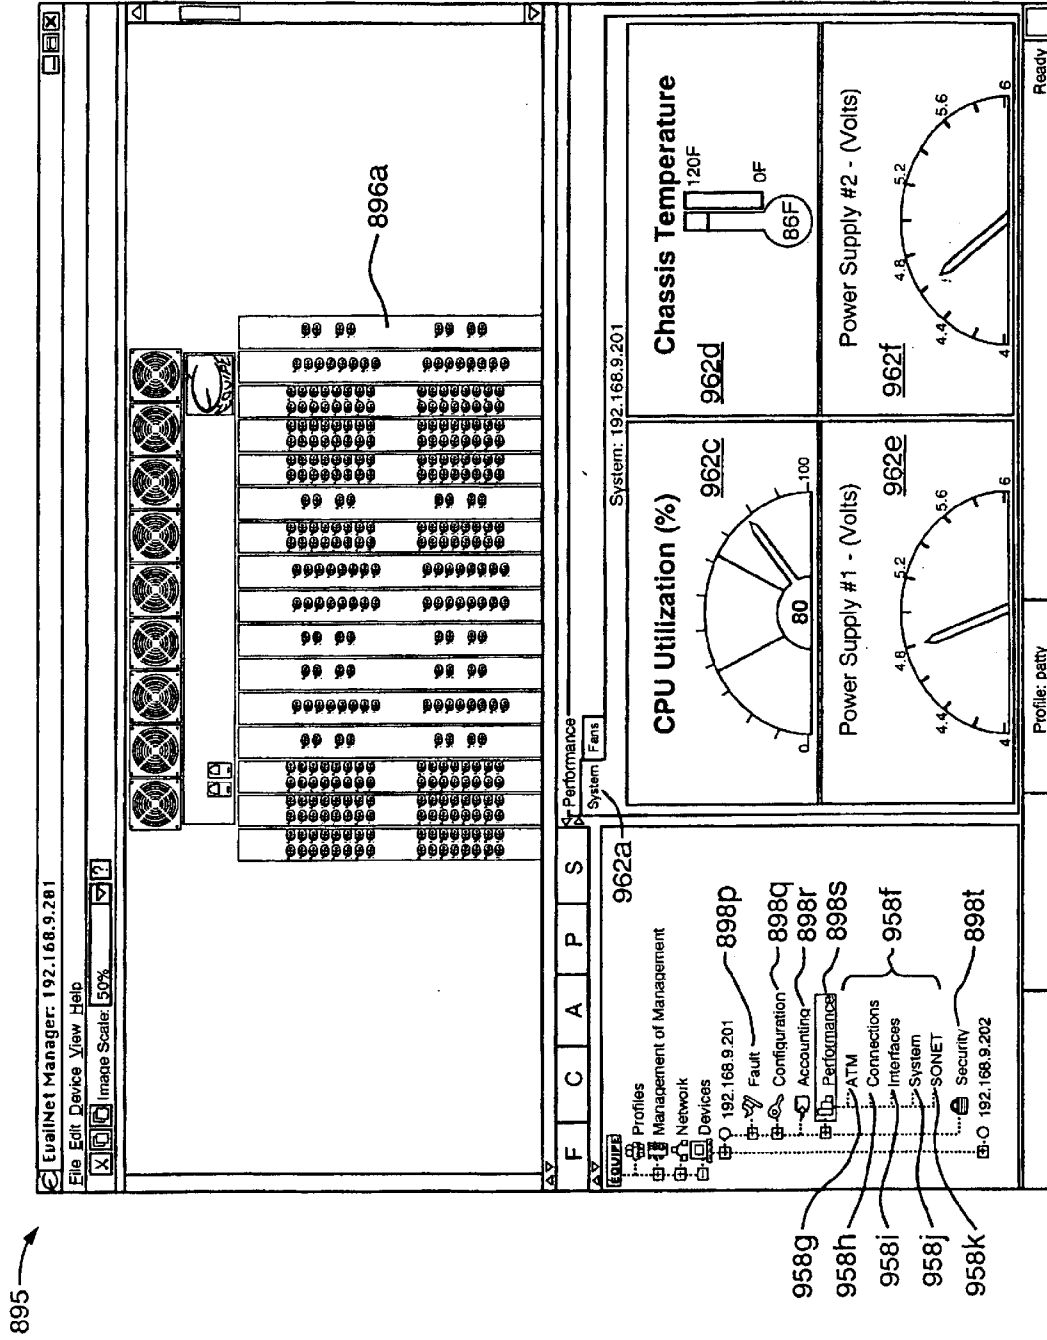 895
EuailNet Manager: 192.168.9.201
File Edit Device View Help
Image Scale: 50%
?
EQUIPE
896a
F C A P S
Performance
System Fans
962a
System: 192.168.9.201
EQUIPE
Profiles
Management of Management
Network
Devices
192.168.9.201
898p
Fault
Configuration
898q
Accounting
898r
Performance
898s
ATM
Connections
Interfaces
System
SONET
958f
Security
898t
192.168.9.202
958g
958h
958i
958j
958k
CPU Utilization (%)
962c
80
0
100
Chassis Temperature
962d
120F
0F
86F
Power Supply #1 - (Volts)
962e
4
4.4
4.8
5.2
5.6
6
Power Supply #2 - (Volts)
962f
4
4.4
4.8
5.2
5.6
6
Profile: patty
Ready